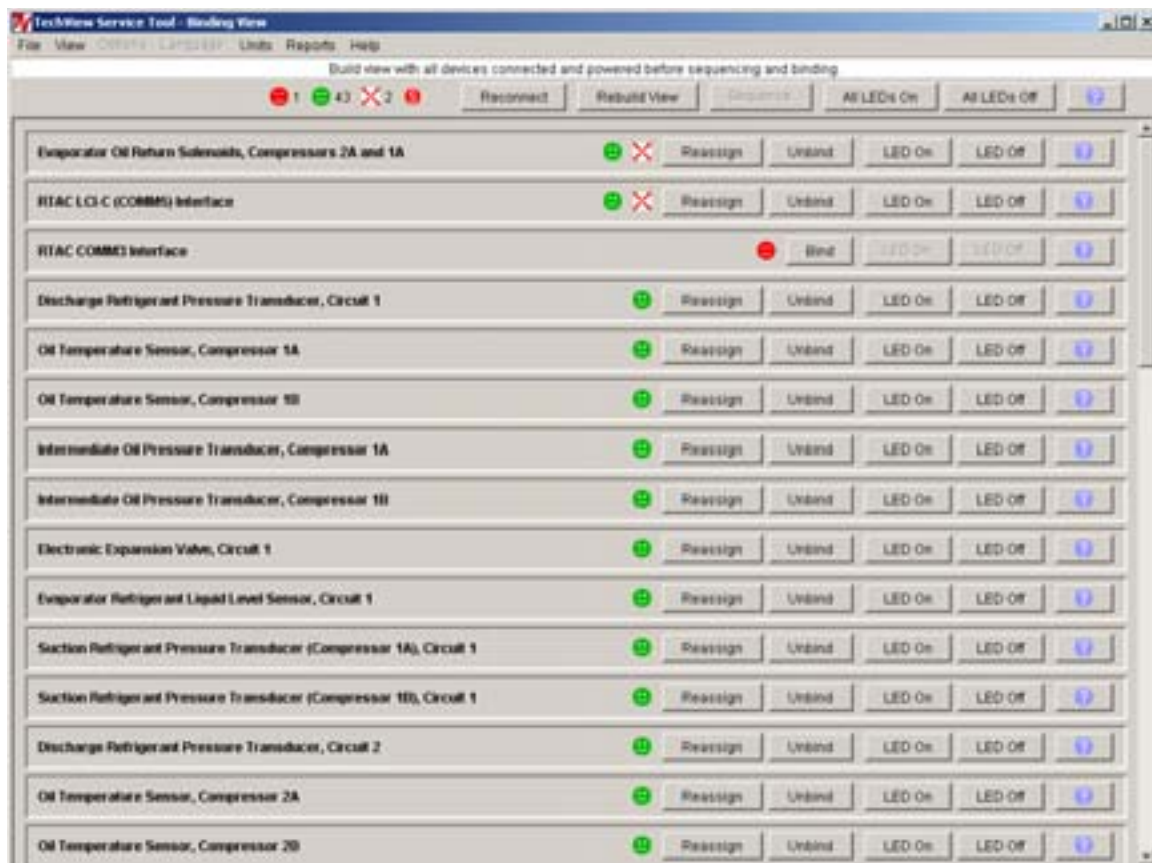 TechView Service Tool - Binding View
File View Options Language Units Reports Help
Build view with all devices connected and powered before sequencing and binding
1 43 2 Reconnect Rebuild View Sequence All LEDs On All LEDs Off
Evaporator Oil Return Solenoids, Compressors 2A and 1A Reassign Unbind LED On LED Off
RTAC LCI-C (COMM5) Interface Reassign Unbind LED On LED Off
RTAC COMM3 Interface Bind LED On LED Off
Discharge Refrigerant Pressure Transducer, Circuit 1 Reassign Unbind LED On LED Off
Oil Temperature Sensor, Compressor 1A Reassign Unbind LED On LED Off
Oil Temperature Sensor, Compressor 1B Reassign Unbind LED On LED Off
Intermediate Oil Pressure Transducer, Compressor 1A Reassign Unbind LED On LED Off
Intermediate Oil Pressure Transducer, Compressor 1B Reassign Unbind LED On LED Off
Electronic Expansion Valve, Circuit 1 Reassign Unbind LED On LED Off
Evaporator Refrigerant Liquid Level Sensor, Circuit 1 Reassign Unbind LED On LED Off
Suction Refrigerant Pressure Transducer (Compressor 1A), Circuit 1 Reassign Unbind LED On LED Off
Suction Refrigerant Pressure Transducer (Compressor 1B), Circuit 1 Reassign Unbind LED On LED Off
Discharge Refrigerant Pressure Transducer, Circuit 2 Reassign Unbind LED On LED Off
Oil Temperature Sensor, Compressor 2A Reassign Unbind LED On LED Off
Oil Temperature Sensor, Compressor 2B Reassign Unbind LED On LED Off